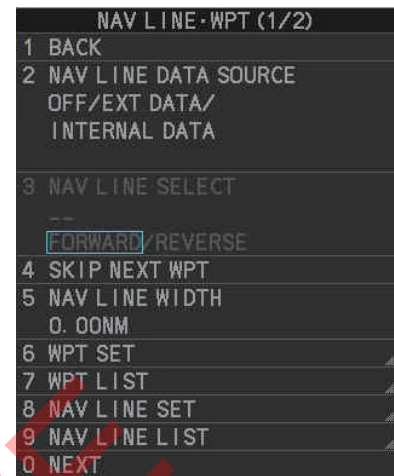 NAV LINE·WPT (1/2)
1 BACK
2 NAV LINE DATA SOURCE
OFF/EXT DATA/
INTERNAL DATA
3 NAV LINE SELECT
--
FORWARD/REVERSE
4 SKIP NEXT WPT
5 NAV LINE WIDTH
0.00NM
6 WPT SET
7 WPT LIST
8 NAV LINE SET
9 NAV LINE LIST
0 NEXT